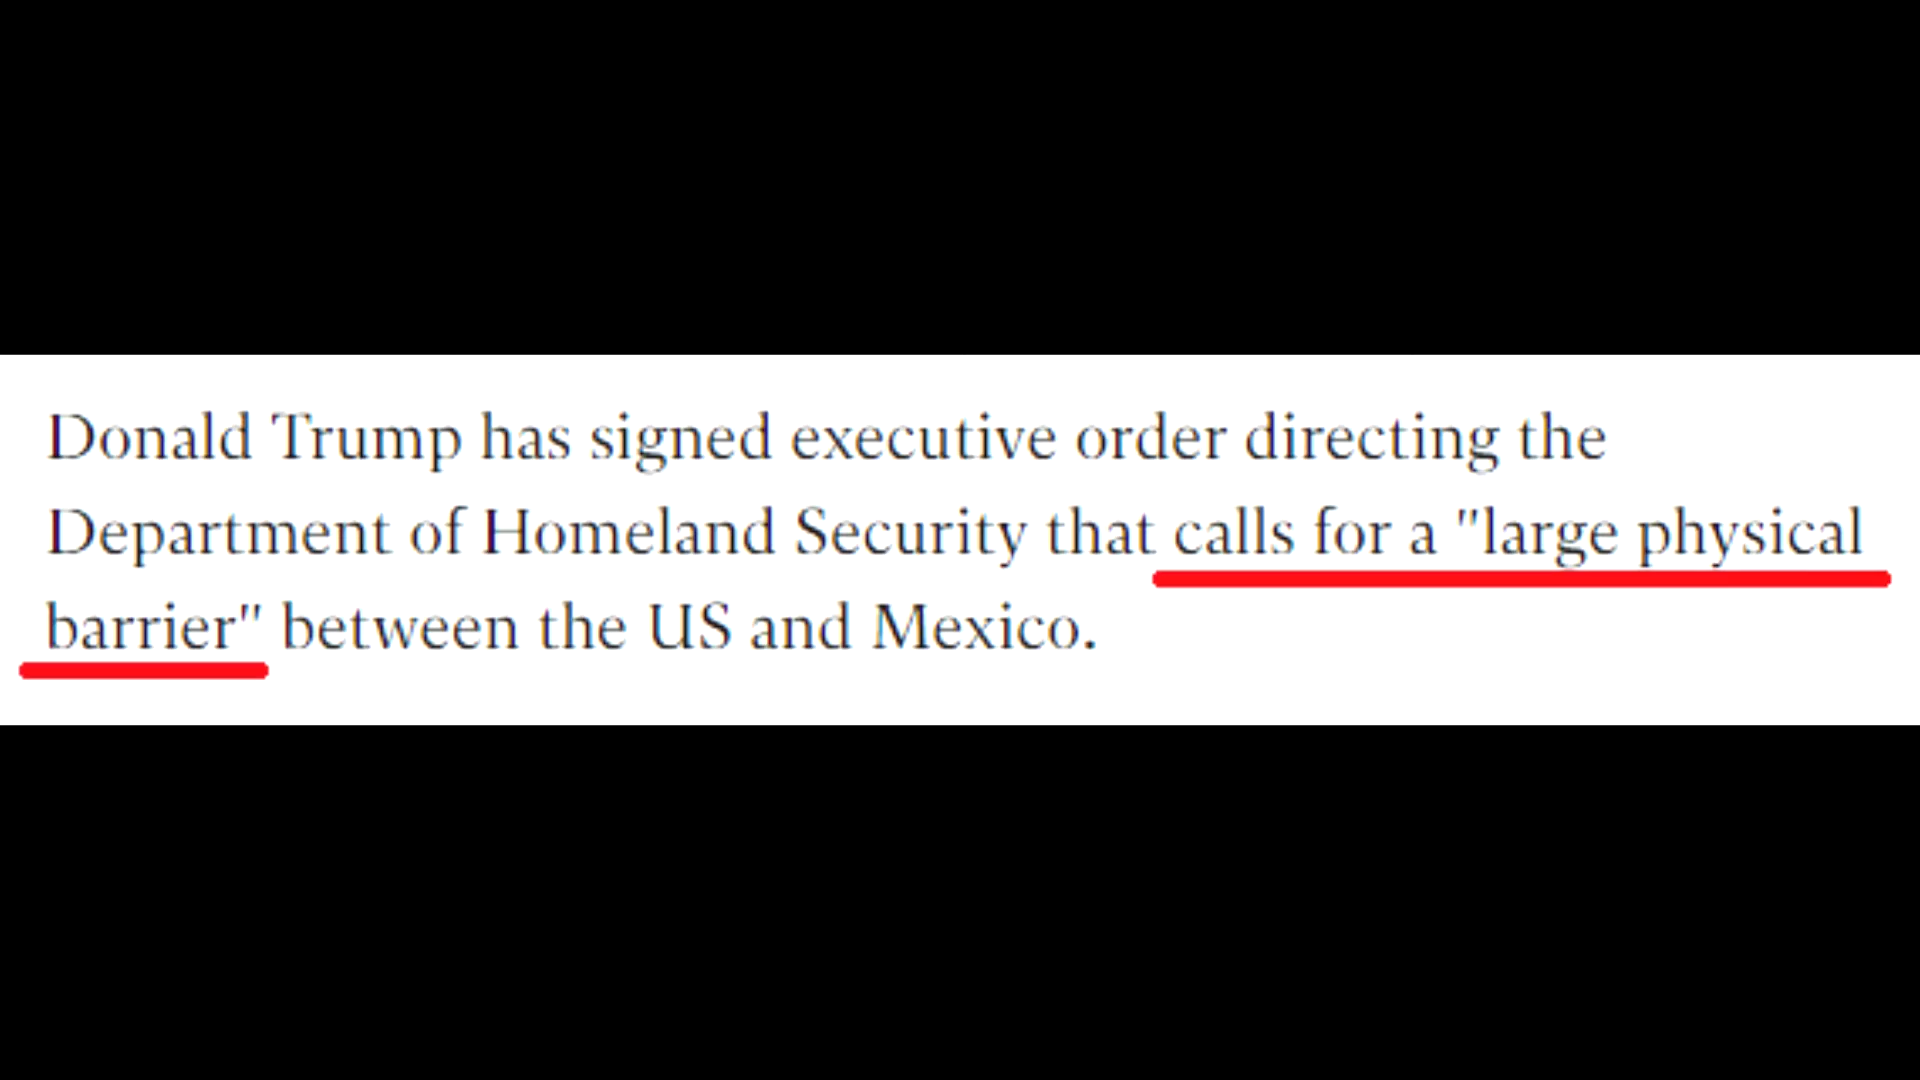 Donald Trump has signed executive order directing the
Department of Homeland Security that calls for a "large physical
barrier" between the US and Mexico.